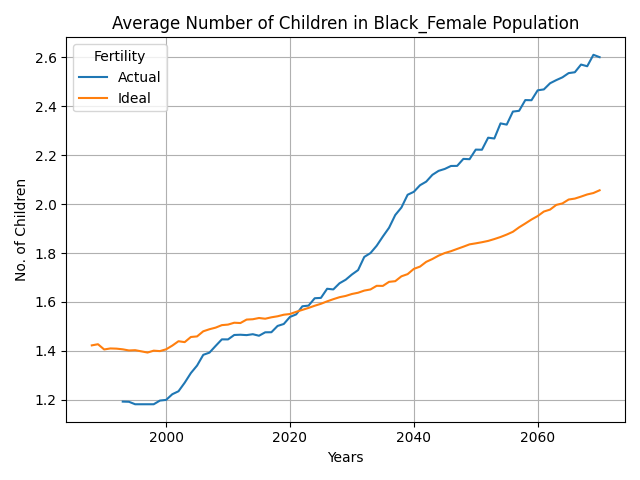 Average Number of Children in Black_Female Population
Fertility
Actual
Ideal
No. of Children
2.6
2.4
2.2
2.0
1.8
1.6
1.4
1.2
2000 2020 2040 2060
Years